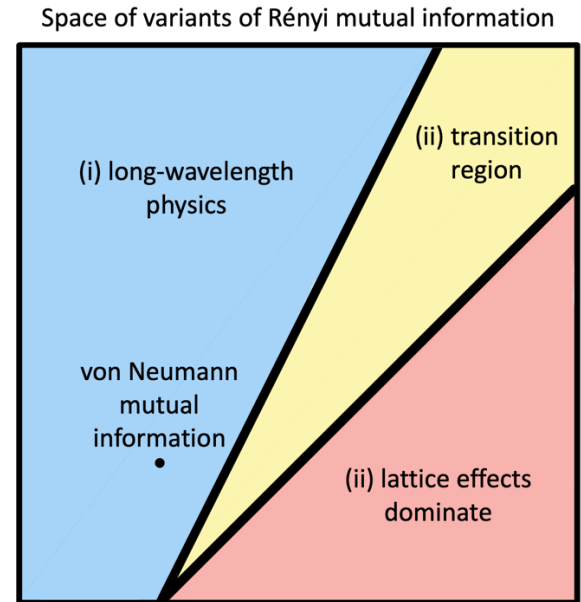 Space of variants of Rényi mutual information
(i) long-wavelength
physics
(ii) transition
region
von Neumann
mutual
information
(ii) lattice effects
dominate